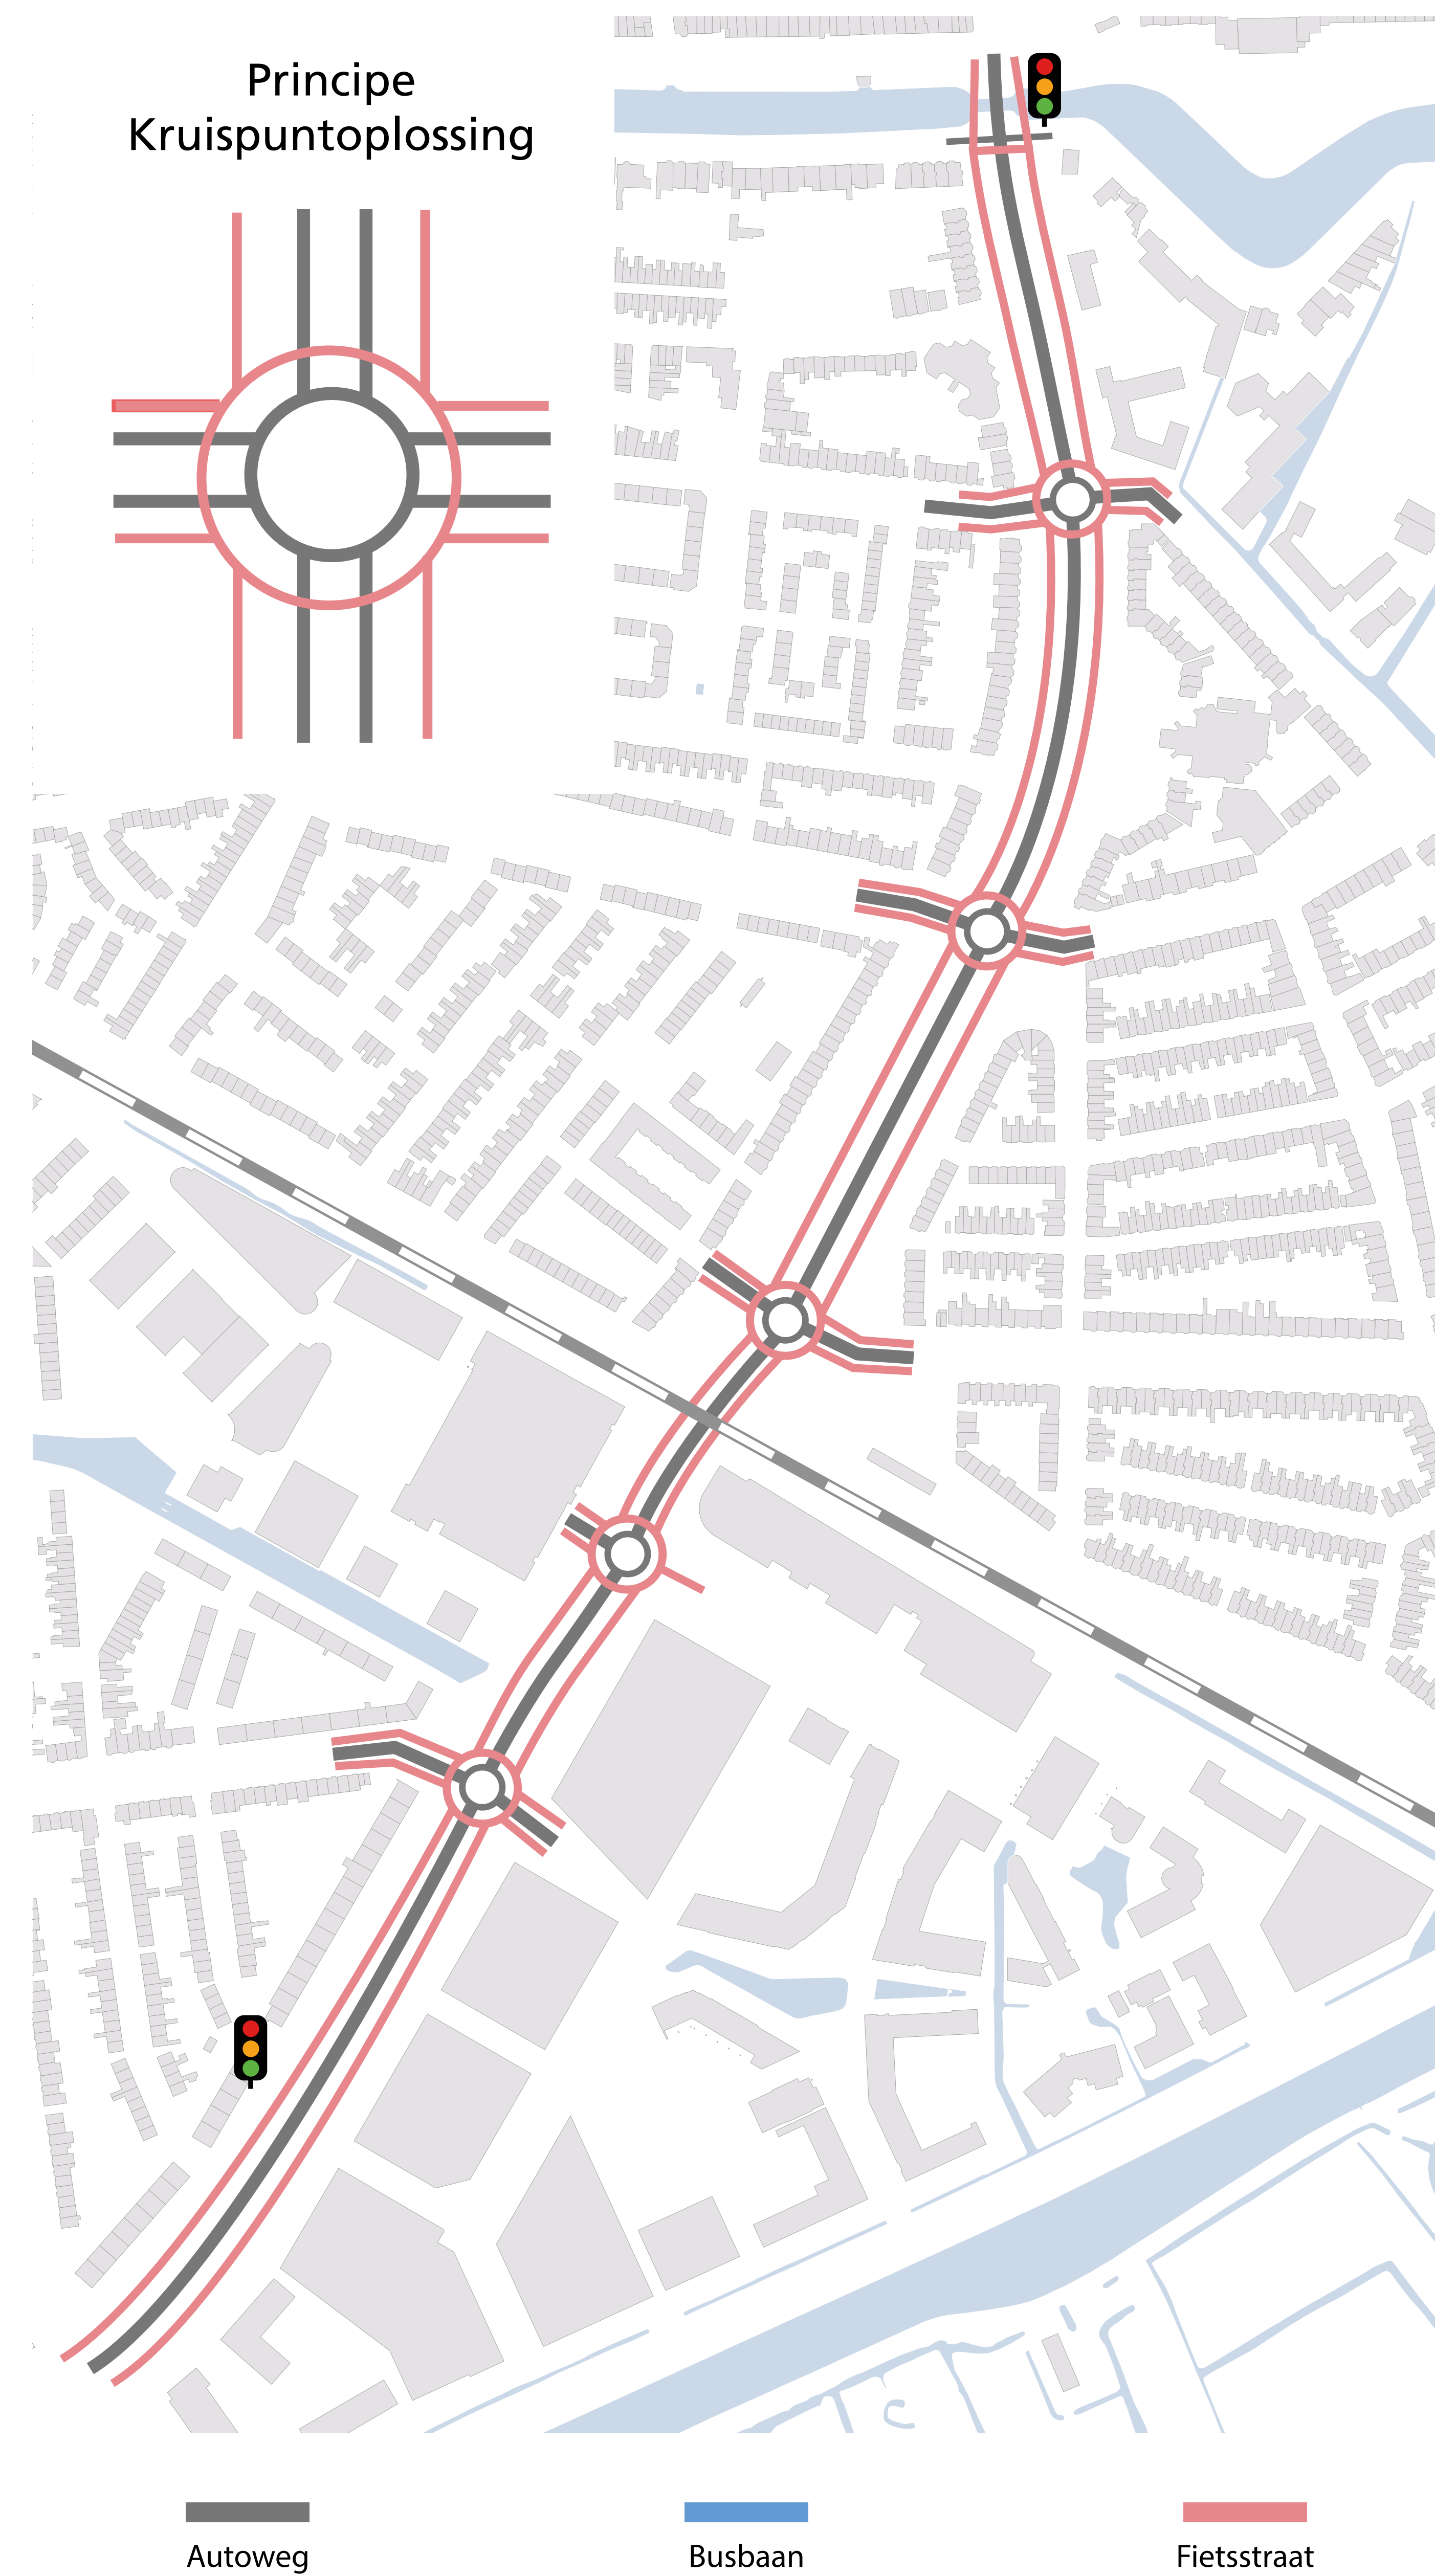 Principe
Kruispuntoplossing
Autoweg
Busbaan
Fietsstraat